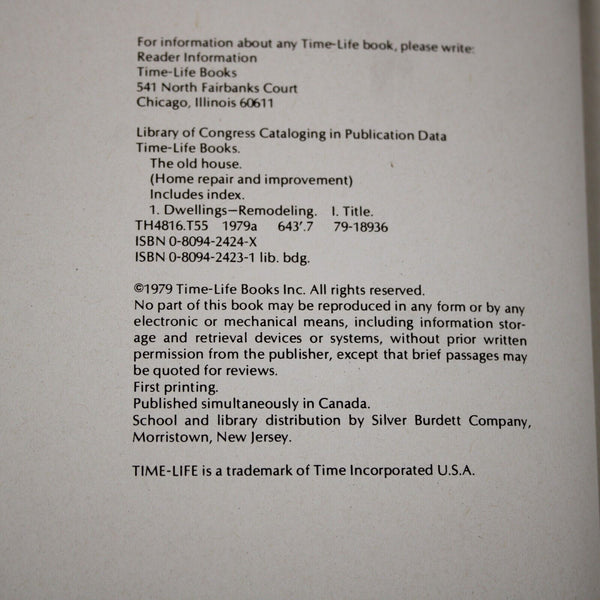 For information about any Time-Life book, please write:
Reader Information
Time-Life Books
541 North Fairbanks Court
Chicago, Illinois 60611
Library of Congress Cataloging in Publication Data
Time-Life Books.
The old house.
(Home repair and improvement)
Includes index.
1. Dwellings—Remodeling. I. Title.
TH4816.T55 1979a 643'.7 79-18936
ISBN 0-8094-2424-X
ISBN 0-8094-2423-1 lib. bdg.
©1979 Time-Life Books Inc. All rights reserved.
No part of this book may be reproduced in any form or by any
electronic or mechanical means, including information stor-
age and retrieval devices or systems, without prior written
permission from the publisher, except that brief passages may
be quoted for reviews.
First printing.
Published simultaneously in Canada.
School and library distribution by Silver Burdett Company,
Morristown, New Jersey.
TIME-LIFE is a trademark of Time Incorporated U.S.A.